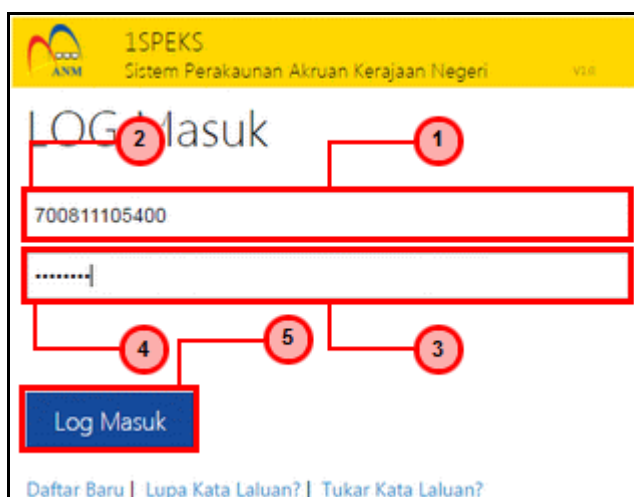 1SPEKS
ANM
Sistem Perakaunan Akruan Kerajaan Negeri V1.0
LOG Masuk
2
1
700811105400
4
5
3
Log Masuk
Daftar Baru | Lupa Kata Laluan? | Tukar Kata Laluan?